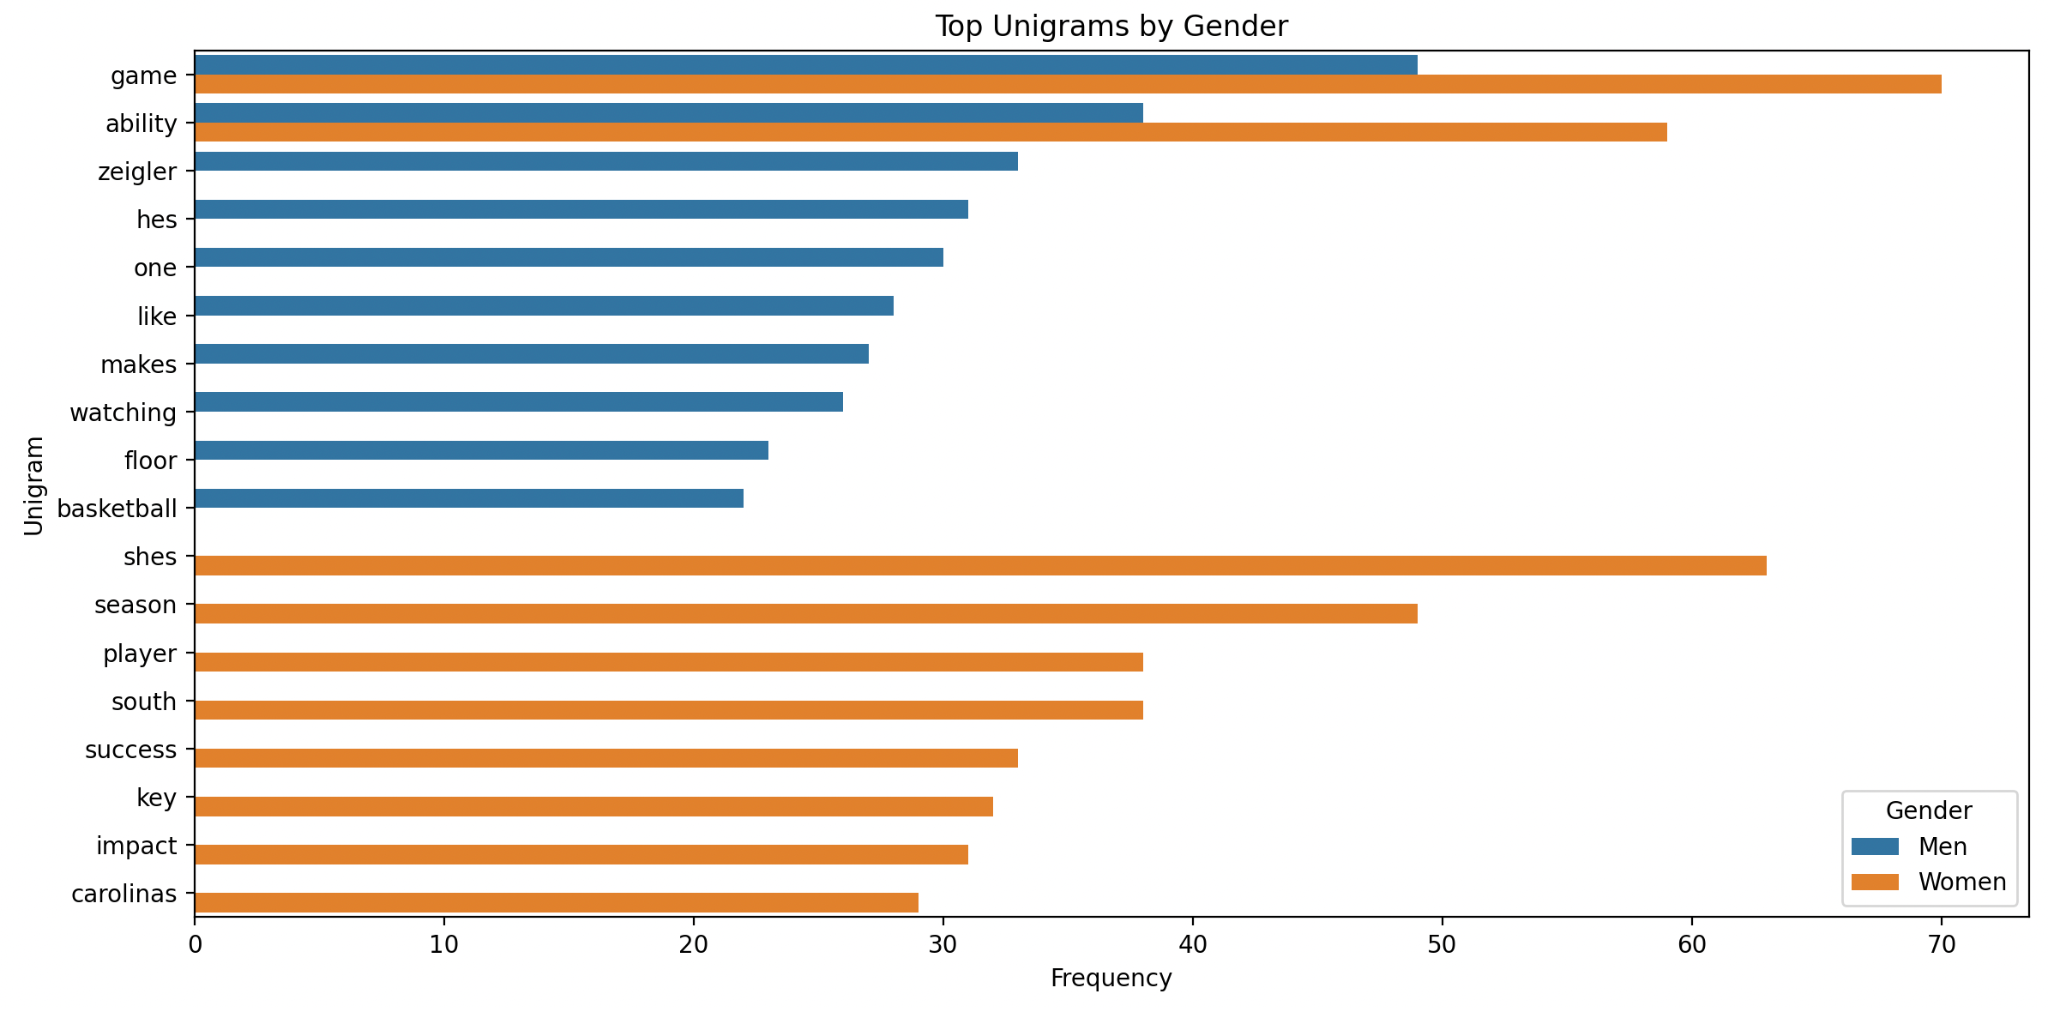 Top Unigrams by Gender
game
ability
zeigler
hes
one
like
makes
watching
floor
basketball
shes
season
player
south
success
key
impact
carolinas
Unigram
0 10 20 30 40 50 60 70
Frequency
Gender
Men
Women